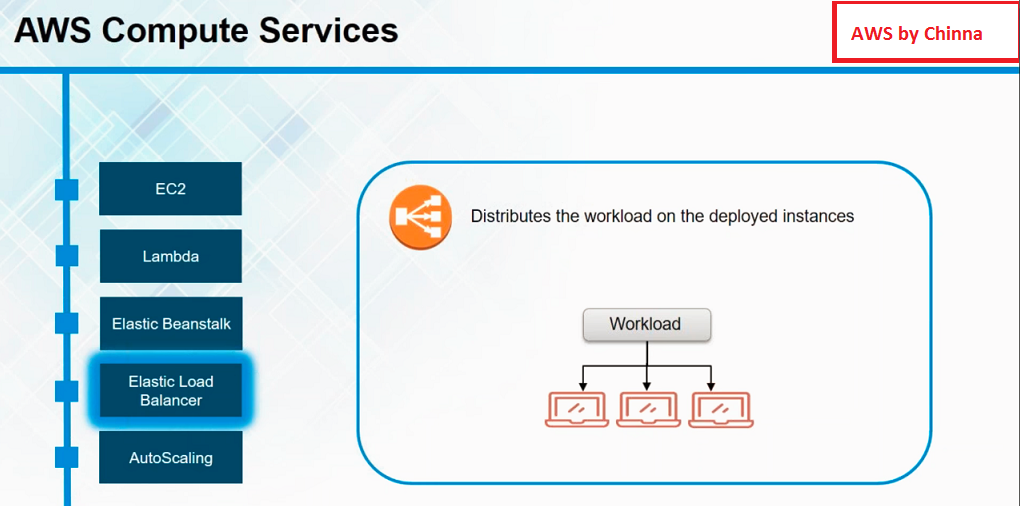 AWS Compute Services
AWS by Chinna
EC2
Lambda
Elastic Beanstalk
Elastic Load
Balancer
AutoScaling
Distributes the workload on the deployed instances
Workload